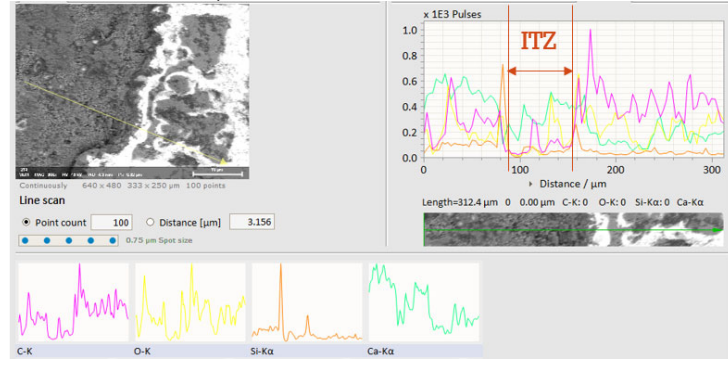 x 1E3 Pulses
ITZ
1.0
0.8
0.6
0.4
0.2
0.0
0
100
200
300
Distance / µm
Continuously 640 x 480 333 x 250 µm 100 points
Line scan
Point count 100 Distance [µm] 3.156
0.75 µm Spot size
Length=312.4 µm 0 0.00 µm C-K: 0 O-K: 0 Si-Kα: 0 Ca-Kα
C-K
O-K
Si-Kα
Ca-Kα